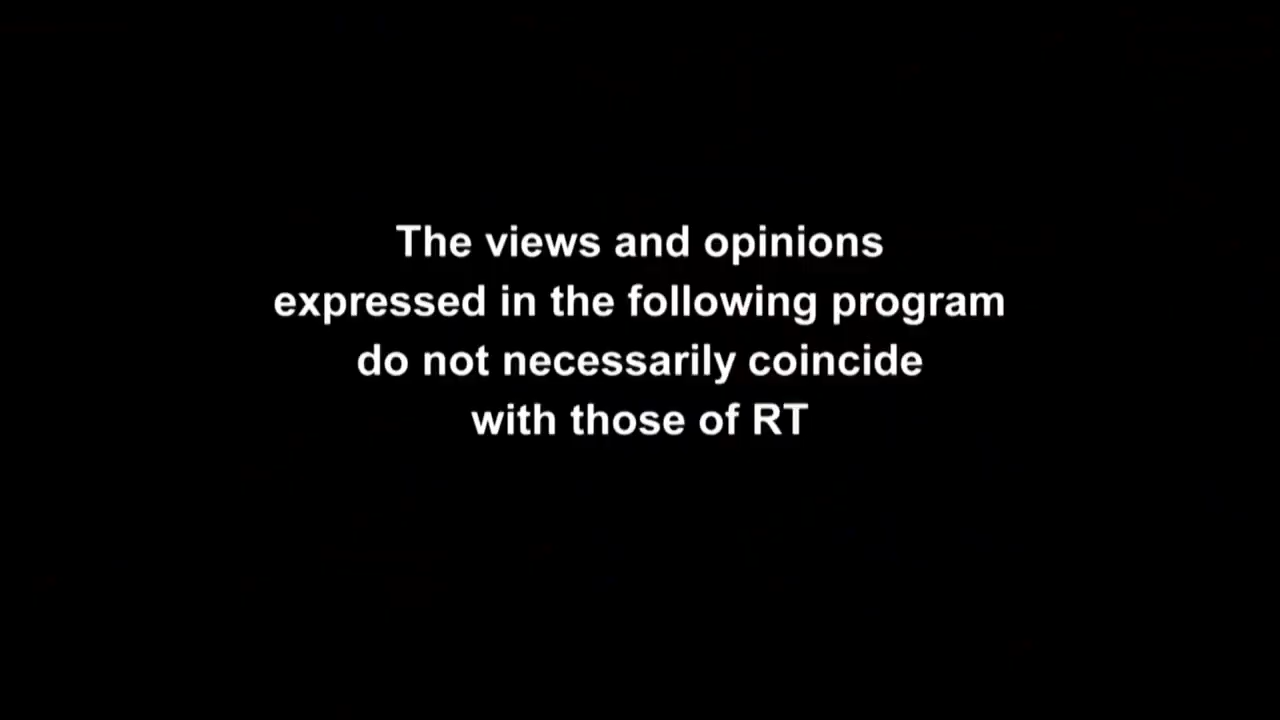 The views and opinions
expressed in the following program
do not necessarily coincide
with those of RT